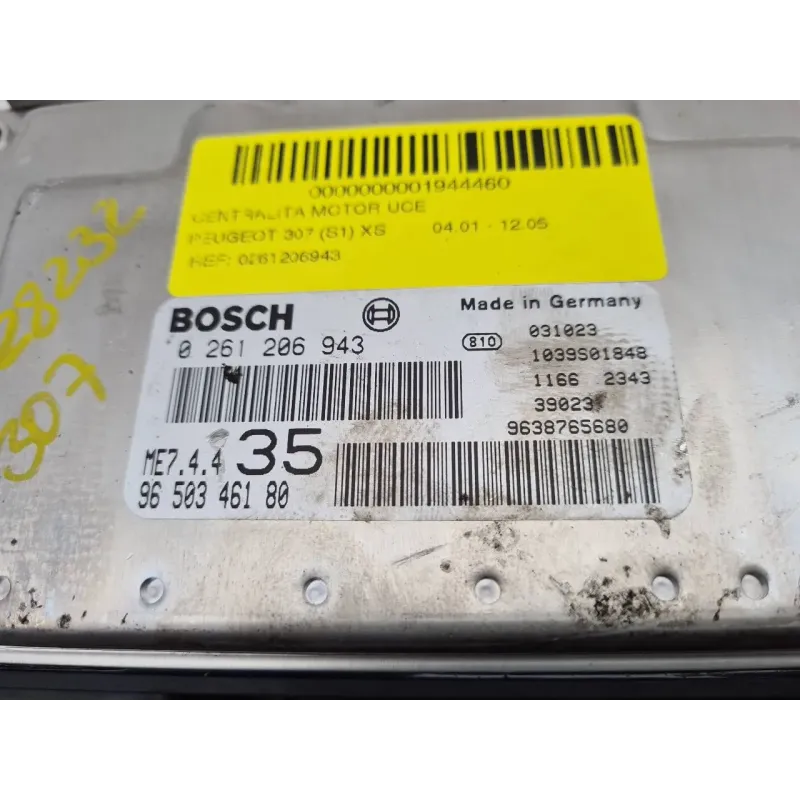 0000000001944460
CENTRALITA MOTOR UCE
PEUGEOT 307 (S1) XS 04.01 - 12.05
REF: 0261206943
BOSCH
Made in Germany
0 261 206 943
810
031023
1039S01848
1166 2343
39023
9638765680
ME7.4.4 35
96 503 461 80
28232
307